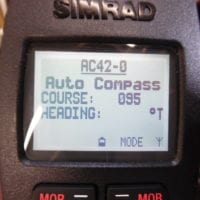 SIMRAD
AC42-0
Auto Compass
COURSE: 095
HEADING: °T
MODE
MOB MOB